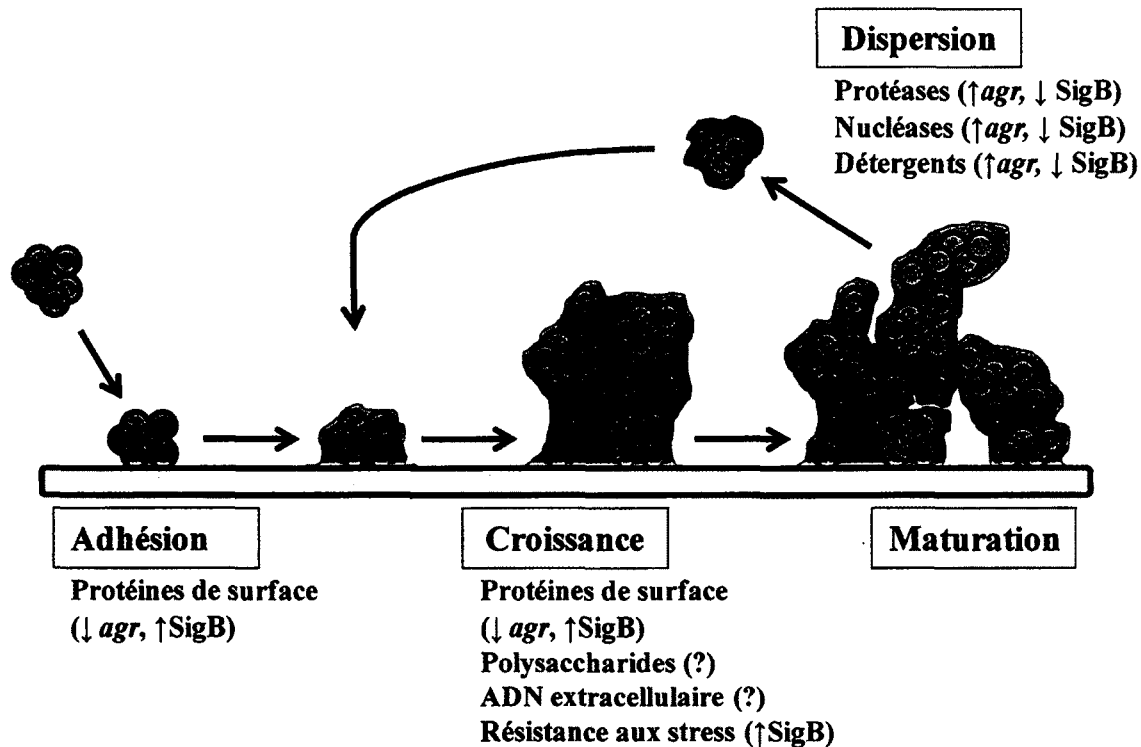 Dispersion
Protéases (↑agr, ↓ SigB)
Nucléases (↑agr, ↓ SigB)
Détergents (↑agr, ↓ SigB)
Adhésion
Protéines de surface
(↓ agr, ↑SigB)
Croissance
Protéines de surface
(↓ agr, ↑SigB)
Polysaccharides (?)
ADN extracellulaire (?)
Résistance aux stress (↑SigB)
Maturation